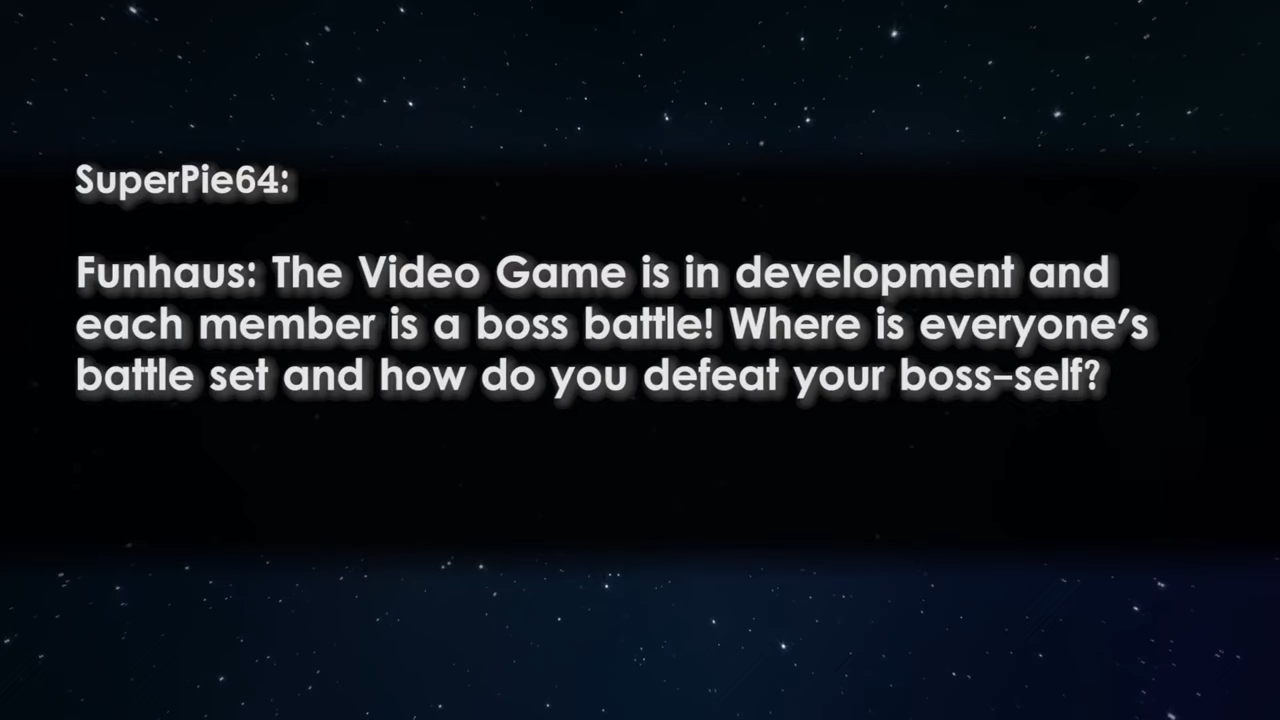 SuperPie64:
Funhaus: The Video Game is in development and
each member is a boss battle! Where is everyone's
battle set and how do you defeat your boss-self?